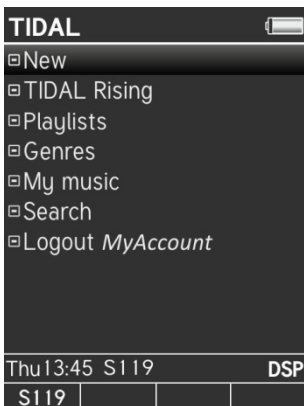 TIDAL
New
TIDAL Rising
Playlists
Genres
My music
Search
Logout MyAccount
Thu13:45 S119 DSP
S119